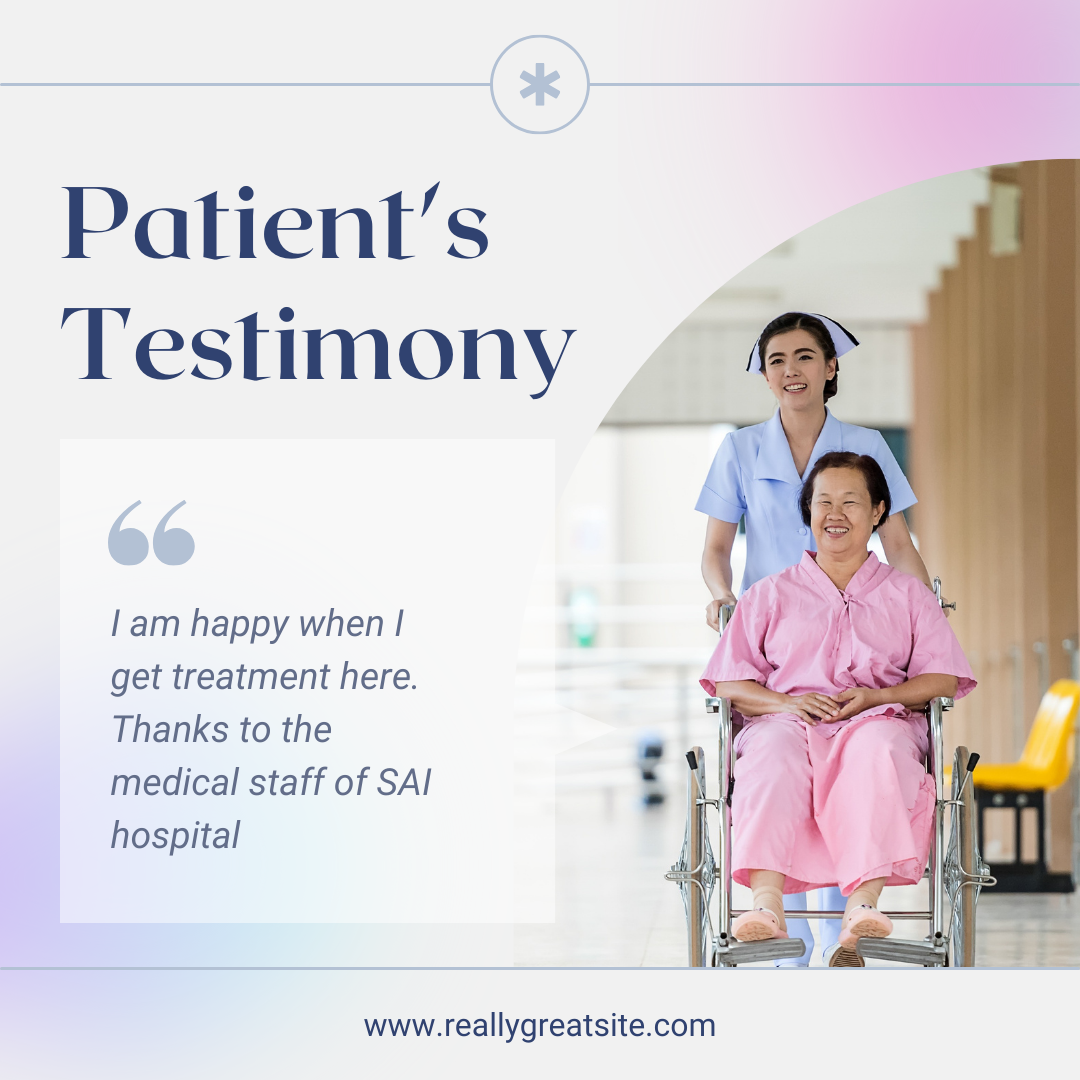 Patient's
Testimony
I am happy when I
get treatment here.
Thanks to the
medical staff of SAI
hospital
www.reallygreatsite.com